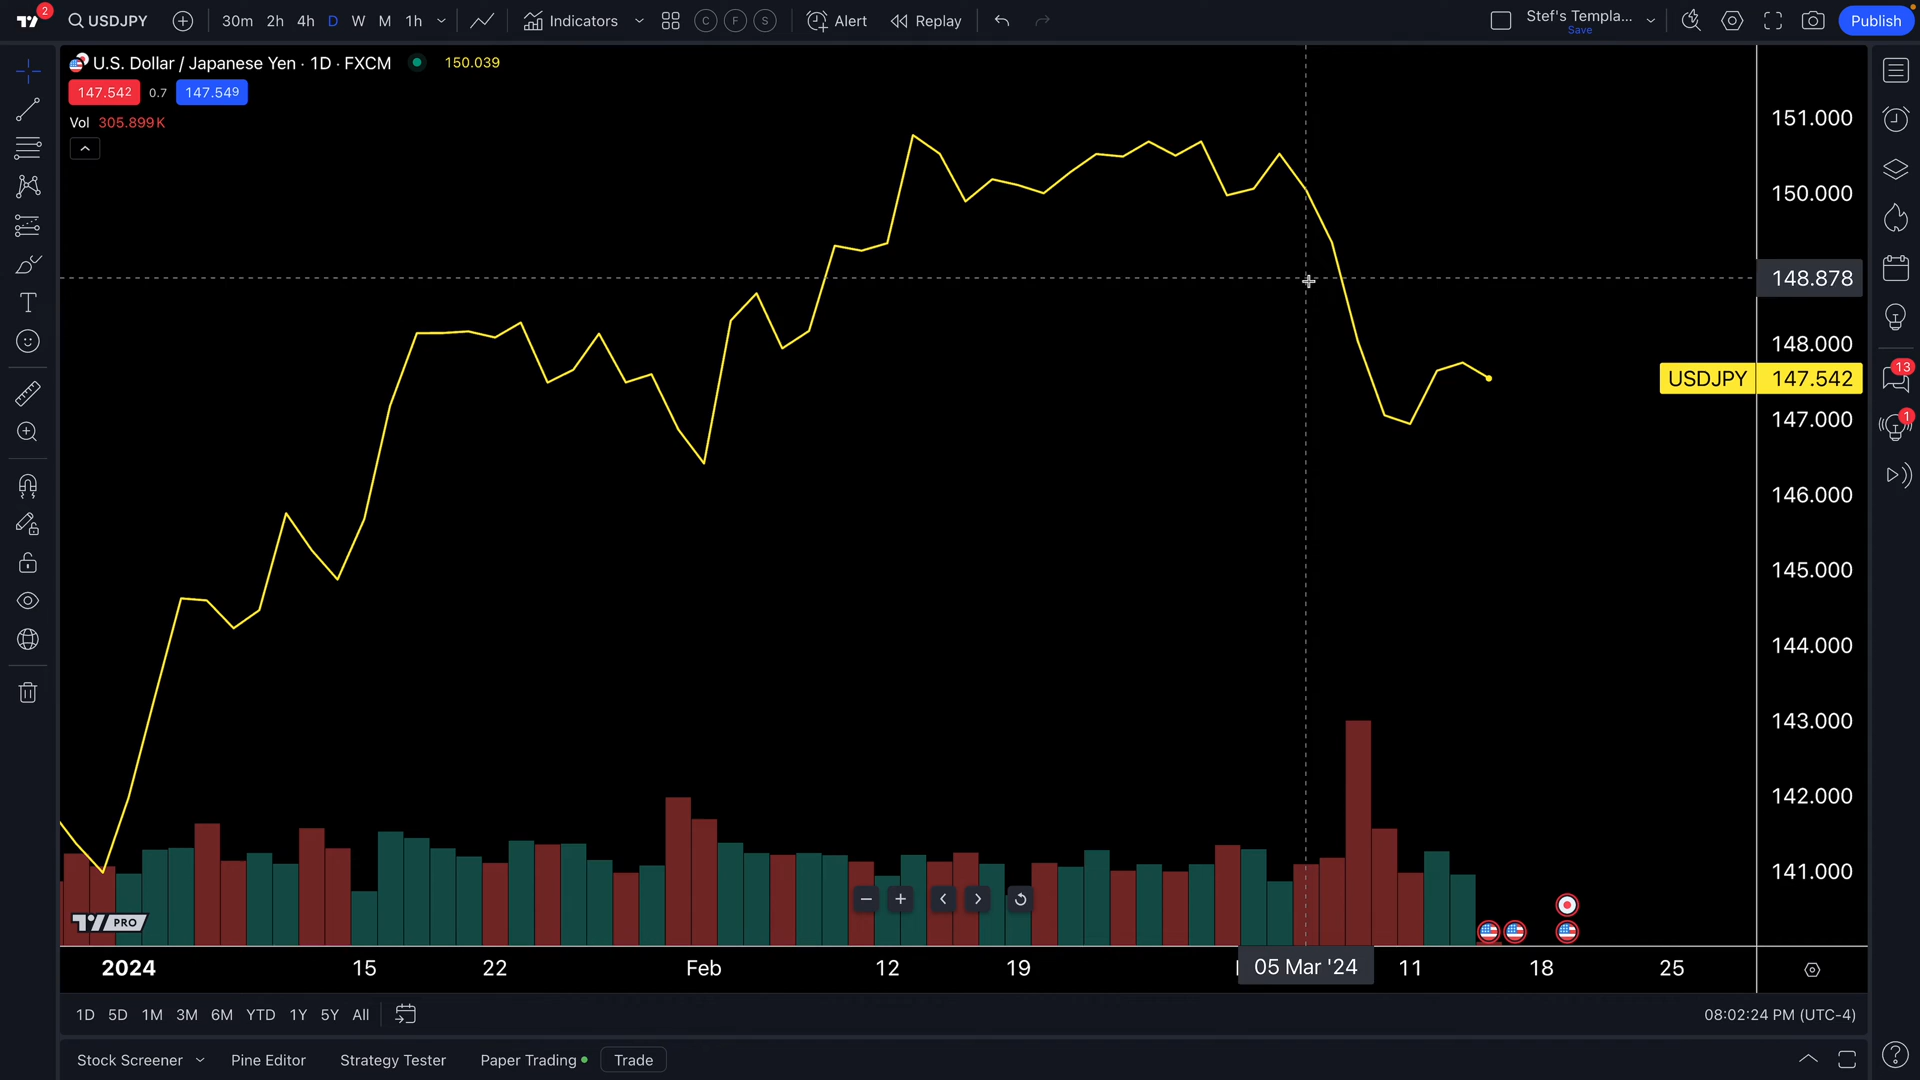 2
USDJPY
30m 2h 4h D W M 1h
Indicators
C F S
Alert
Replay
Stef's Templa...
Save
Publish
U.S. Dollar / Japanese Yen · 1D · FXCM
150.039
147.542 0.7 147.549
Vol 305.899K
151.000
150.000
148.878
148.000
USDJPY 147.542
147.000
146.000
145.000
144.000
143.000
142.000
141.000
13
1
PRO
2024 15 22 Feb 12 19 05 Mar '24 11 18 25
1D 5D 1M 3M 6M YTD 1Y 5Y All
08:02:24 PM (UTC-4)
Stock Screener Pine Editor Strategy Tester Paper Trading Trade